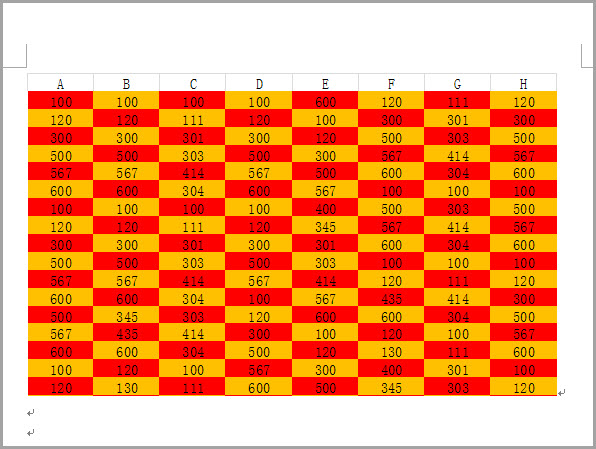 A B C D E F G H
100 100 100 100 600 120 111 120
120 120 111 120 100 300 301 300
300 300 301 300 120 500 303 500
500 500 303 500 300 567 414 567
567 567 414 567 500 600 304 600
600 600 304 600 567 100 100 100
100 100 100 100 400 500 303 500
120 120 111 120 345 567 414 567
300 300 301 300 301 600 304 600
500 500 303 500 303 100 100 100
567 567 414 567 414 120 111 120
600 600 304 100 567 435 414 300
500 345 303 120 600 600 304 500
567 435 414 300 100 120 100 567
600 600 304 500 120 130 111 600
100 120 100 567 300 400 301 100
120 130 111 600 500 345 303 120